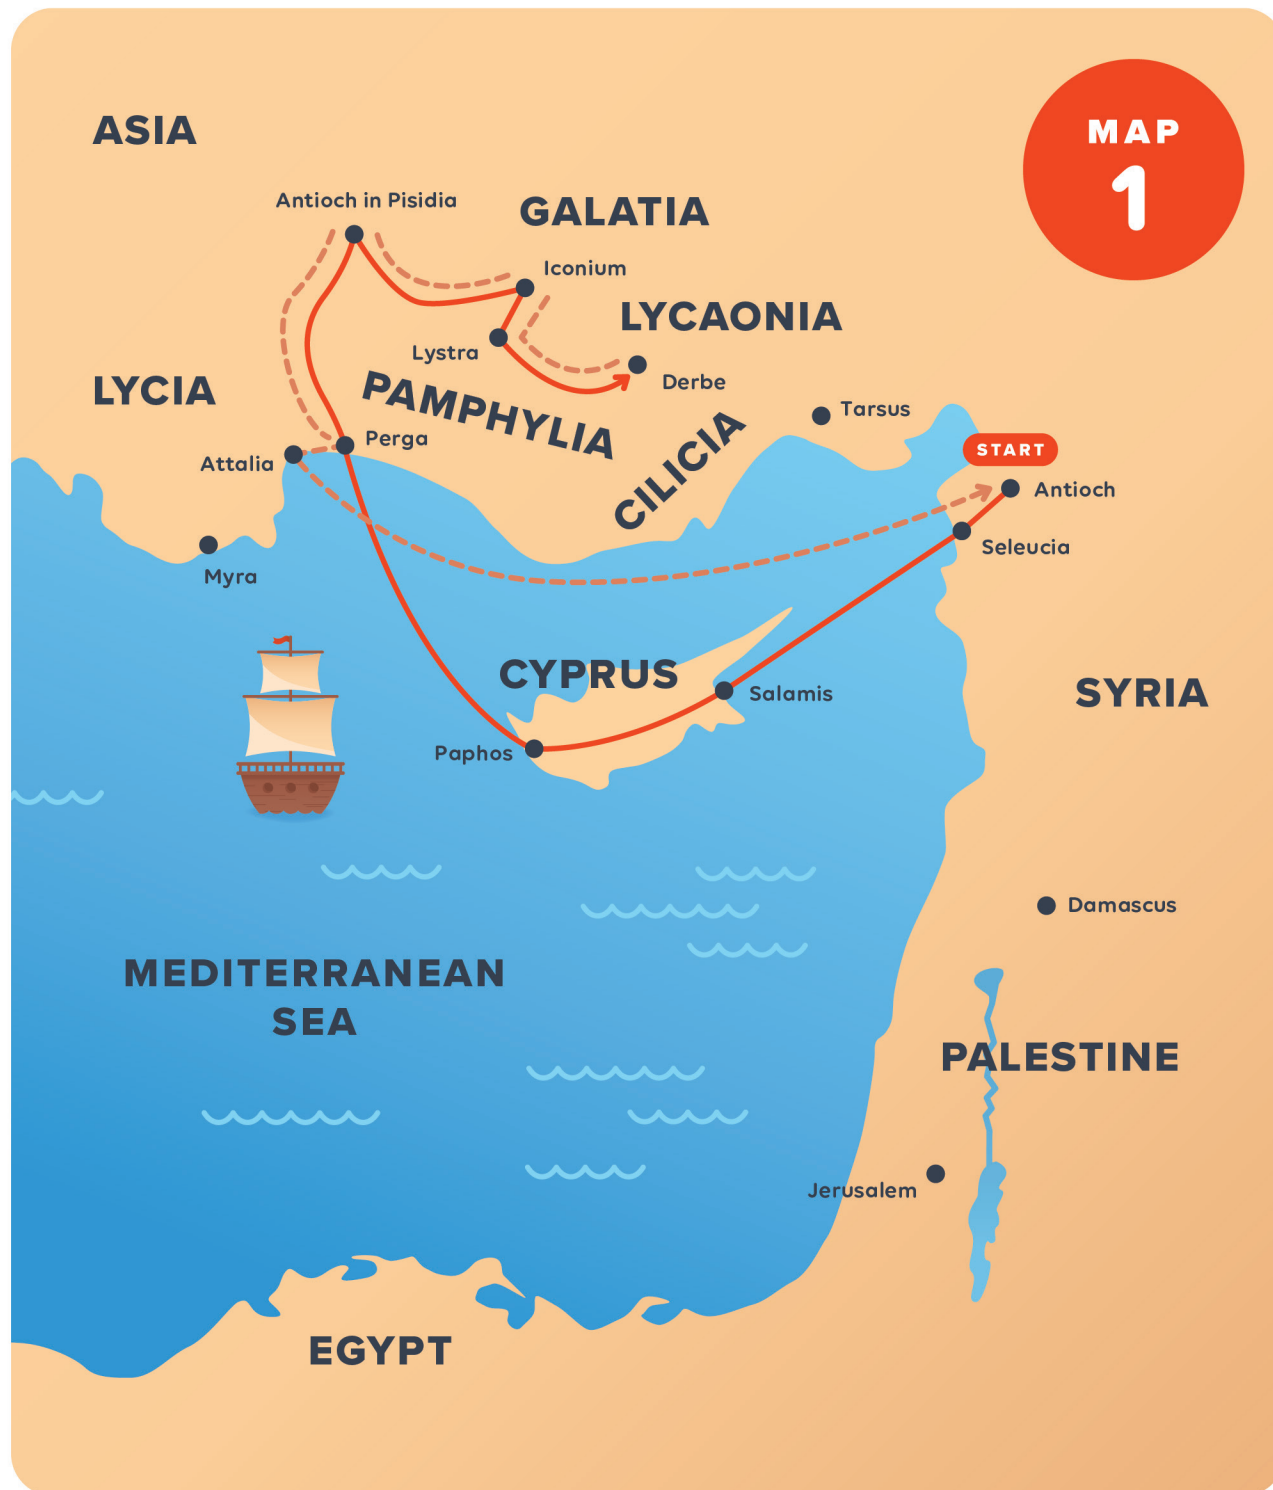 MAP
1
ASIA
Antioch in Pisidia
GALATIA
Iconium
LYCAONIA
Lystra
Derbe
LYCIA
PAMPHYLIA
CILICIA
Tarsus
Perga
Attalia
START
Antioch
Seleucia
Myra
CYPRUS
Salamis
SYRIA
Paphos
Damascus
MEDITERRANEAN
SEA
PALESTINE
Jerusalem
EGYPT